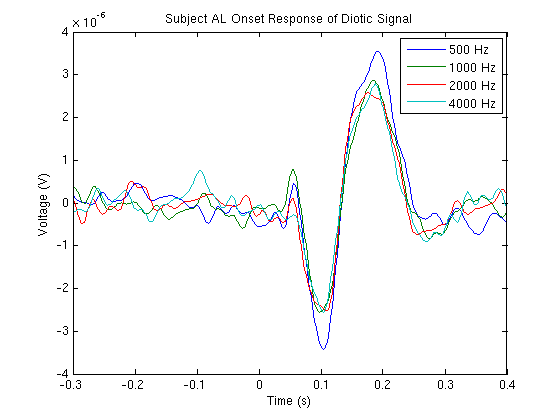 Subject AL Onset Response of Diotic Signal
× 10⁻⁶
4
3
2
1
0
-1
-2
-3
-4
Voltage (V)
500 Hz
1000 Hz
2000 Hz
4000 Hz
-0.3 -0.2 -0.1 0 0.1 0.2 0.3 0.4
Time (s)